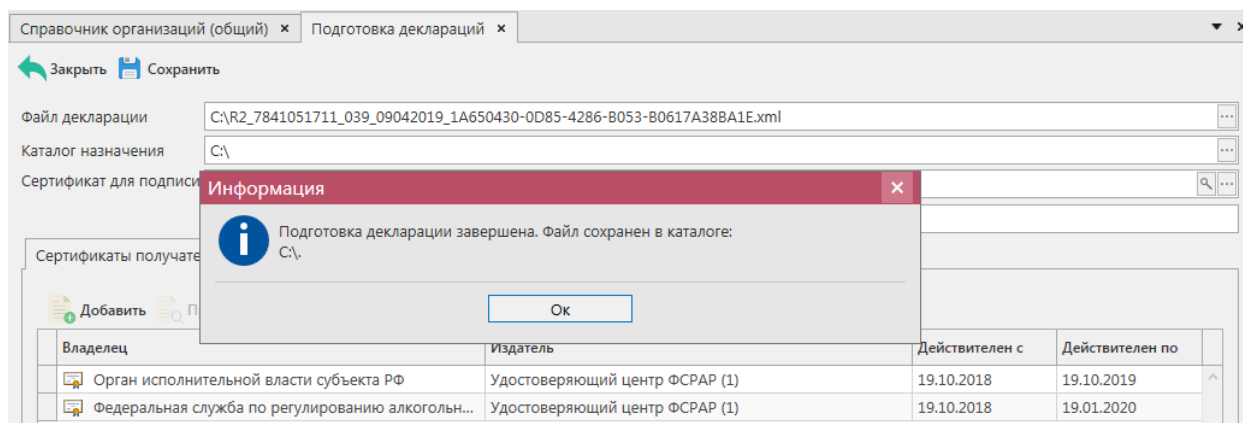 Справочник организаций (общий) × Подготовка деклараций ×
Закрыть Сохранить
Файл декларации C:\R2_7841051711_039_09042019_1A650430-0D85-4286-B053-B0617A38BA1E.xml
Каталог назначения C:\
Сертификат для подписи
Информация
Подготовка декларации завершена. Файл сохранен в каталоге:
C:\.
Сертификаты получате
Добавить
Ок
Владелец Издатель Действителен с Действителен по
Орган исполнительной власти субъекта РФ Удостоверяющий центр ФСРАР (1) 19.10.2018 19.10.2019
Федеральная служба по регулированию алкогольн... Удостоверяющий центр ФСРАР (1) 19.10.2018 19.01.2020